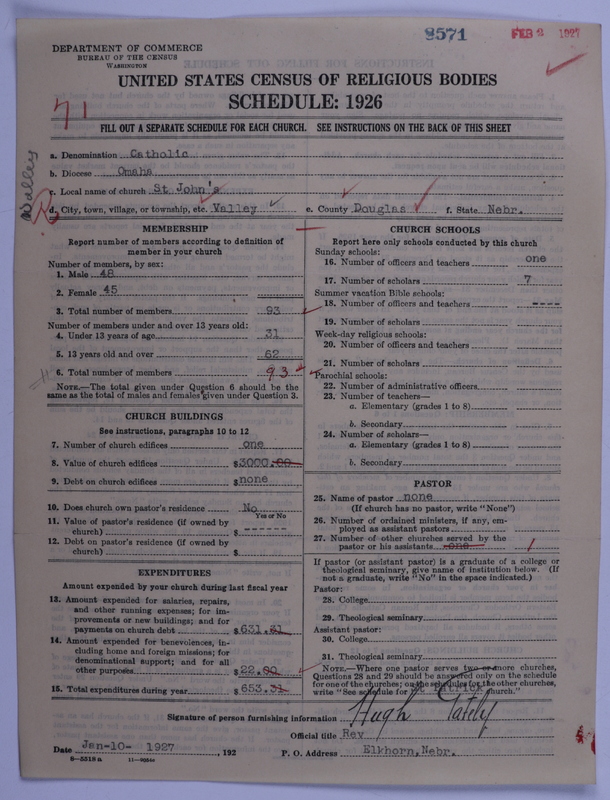 8571
FEB 2 1927
DEPARTMENT OF COMMERCE
BUREAU OF THE CENSUS
WASHINGTON
UNITED STATES CENSUS OF RELIGIOUS BODIES
SCHEDULE: 1926
71
FILL OUT A SEPARATE SCHEDULE FOR EACH CHURCH. SEE INSTRUCTIONS ON THE BACK OF THIS SHEET
a. Denomination Catholic
b. Diocese Omaha
c. Local name of church St John's
d. City, town, village, or township, etc. Valley e. County Douglas f. State Nebr.
Valley
R
MEMBERSHIP
Report number of members according to definition of
member in your church
Number of members, by sex:
1. Male 48
2. Female 45
3. Total number of members 93
Number of members under and over 13 years old:
4. Under 13 years of age 31
5. 13 years old and over 62
6. Total number of members 93
NOTE.—The total given under Question 6 should be the
same as the total of males and females given under Question 3.
CHURCH BUILDINGS
See instructions, paragraphs 10 to 12
7. Number of church edifices one
8. Value of church edifices $3000.00
9. Debt on church edifices $none
10. Does church own pastor's residence? No
Yes or No
11. Value of pastor's residence (if owned by
church) $ ------
12. Debt on pastor's residence (if owned by
church) $
EXPENDITURES
Amount expended by church during last fiscal year
13. Amount expended for salaries, repairs,
and other running expenses; for im-
provements or new buildings; and for
payments on church debt $631.31
14. Amount expended for benevolences, in-
cluding home and foreign missions; for
denominational support; and for all
other purposes $22.00
15. Total expenditures during year $653.31
CHURCH SCHOOLS
Report here only schools conducted by this church
Sunday schools:
16. Number of officers and teachers one
17. Number of scholars 7
Summer vacation Bible schools:
18. Number of officers and teachers ----
19. Number of scholars
Week-day religious schools:
20. Number of officers and teachers
21. Number of scholars
Parochial schools:
22. Number of administrative officers
23. Number of teachers—
a. Elementary (grades 1 to 8)
b. Secondary
24. Number of scholars—
a. Elementary (grades 1 to 8)
b. Secondary
PASTOR
25. Name of pastor none
(If church has no pastor, write "None")
26. Number of ordained ministers, if any, em-
ployed as assistant pastors
27. Number of other churches served by the
pastor or his assistants one 1
If pastor (or assistant pastor) is a graduate of a college or
theological seminary, give name of institution below. (If
not a graduate, write "No" in the space indicated.)
Pastor:
28. College
29. Theological seminary
Assistant pastor:
30. College
31. Theological seminary
NOTE.—Where one pastor serves two or more churches,
Questions 28 and 29 should be answered only on the schedule
for one of the churches; on the schedules for the other churches,
write "See schedule for St Patrick church."
Signature of person furnishing information Hugh
Official title Rev
Date Jan-10- 1927, 192 P. O. Address Elkhorn, Nebr.